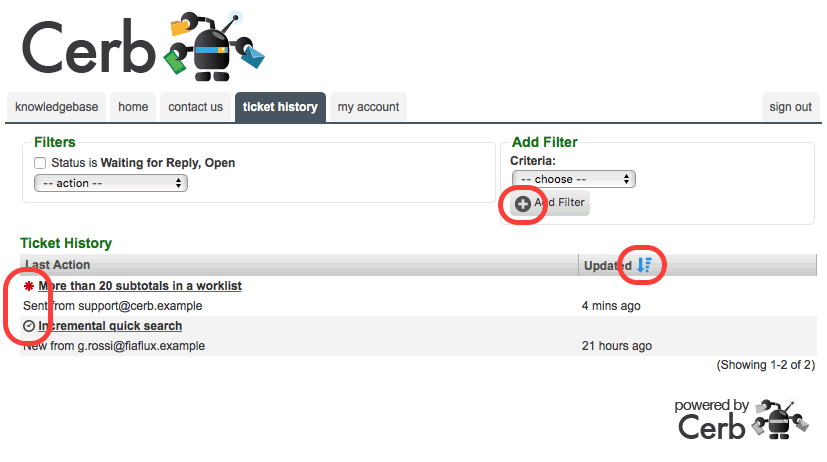 Cerb
knowledgebase home contact us ticket history my account sign out
Filters
Status is Waiting for Reply, Open
-- action --
Add Filter
Criteria:
-- choose --
Add Filter
Ticket History
Last Action Updated
More than 20 subtotals in a worklist
Sent from support@cerb.example 4 mins ago
Incremental quick search
New from g.rossi@fiaflux.example 21 hours ago
(Showing 1-2 of 2)
powered by
Cerb